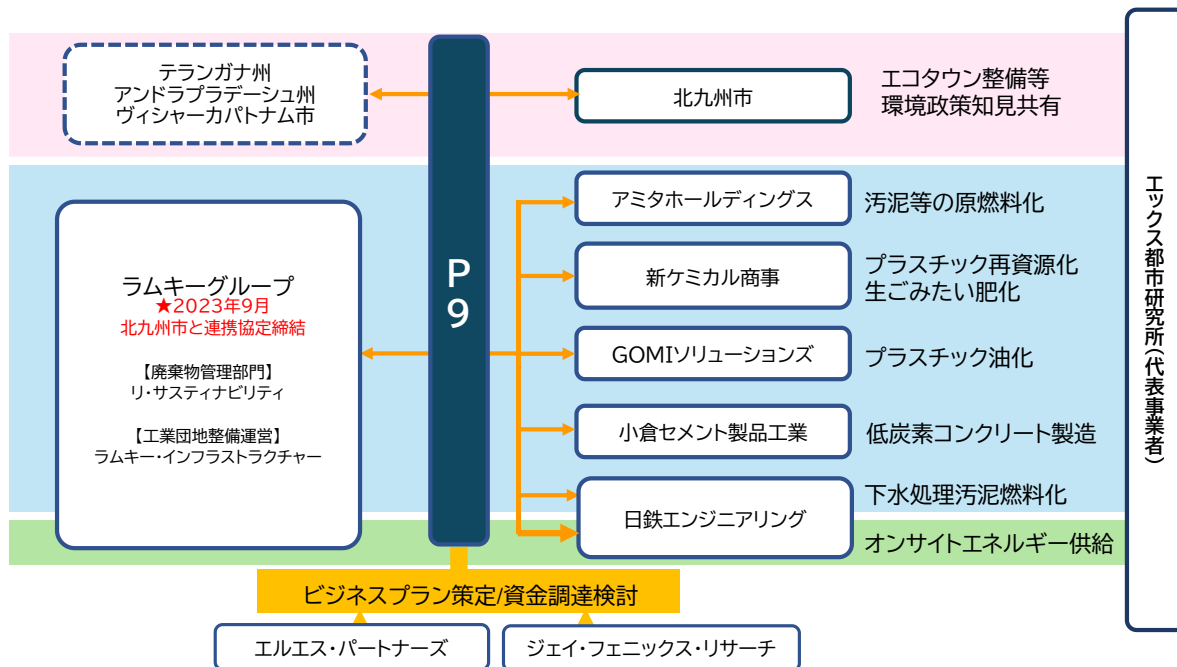 テランガナ州
アンドラプラデーシュ州
ヴィシャーカパトナム市
北九州市
エコタウン整備等
環境政策知見共有
ラムキーグループ
★2023年9月
北九州市と連携協定締結
【廃棄物管理部門】
リ・サスティナビリティ
【工業団地整備運営】
ラムキー・インフラストラクチャー
P
9
アミタホールディングス
汚泥等の原燃料化
新ケミカル商事
プラスチック再資源化
生ごみたい肥化
GOMIソリューションズ
プラスチック油化
小倉セメント製品工業
低炭素コンクリート製造
日鉄エンジニアリング
下水処理汚泥燃料化
オンサイトエネルギー供給
ビジネスプラン策定/資金調達検討
エルエス・パートナーズ
ジェイ・フェニックス・リサーチ
エックス都市研究所(代表事業者)